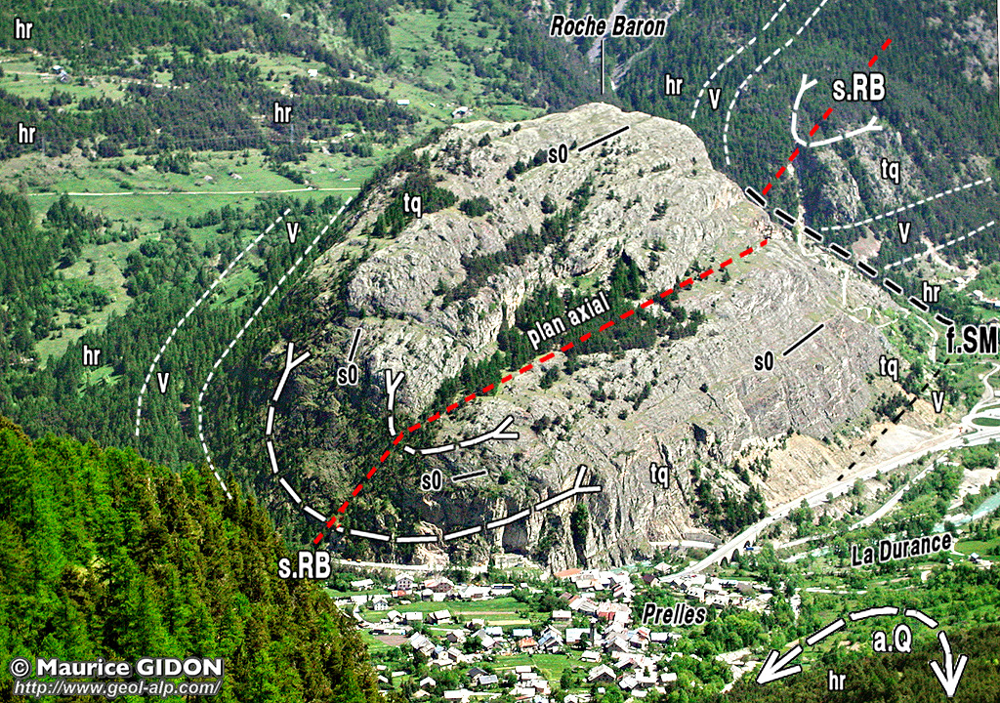 Roche Baron
hr
hr
V
s.RB
hr
hr
s0
tq
tq
V
V
hr
plan axial
f.SM
s0
s0
hr
V
tq
V
s0
tq
La Durance
s.RB
Prelles
a.Q
hr
© Maurice GIDON
http://www.geol-alp.com/